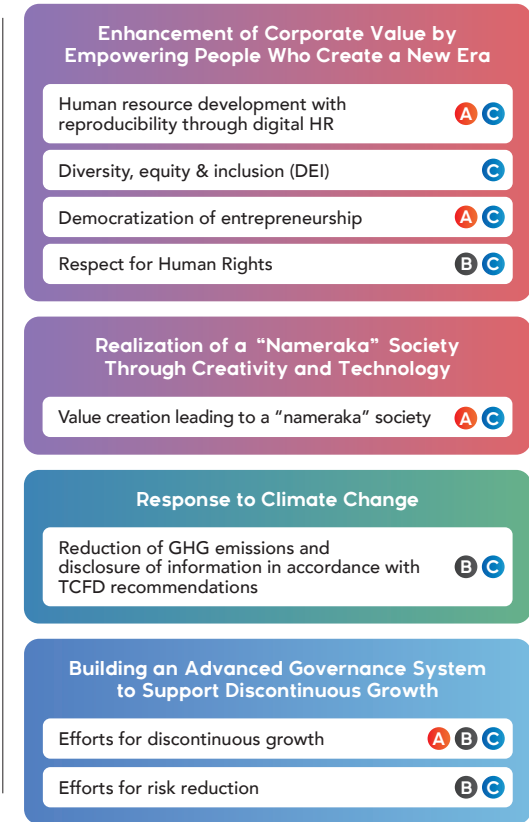 Enhancement of Corporate Value by
Empowering People Who Create a New Era
Human resource development with
reproducibility through digital HR
A C
Diversity, equity & inclusion (DEI)
C
Democratization of entrepreneurship
A C
Respect for Human Rights
B C
Realization of a “Nameraka” Society
Through Creativity and Technology
Value creation leading to a “nameraka” society
A C
Response to Climate Change
Reduction of GHG emissions and
disclosure of information in accordance with
TCFD recommendations
B C
Building an Advanced Governance System
to Support Discontinuous Growth
Efforts for discontinuous growth
A B C
Efforts for risk reduction
B C